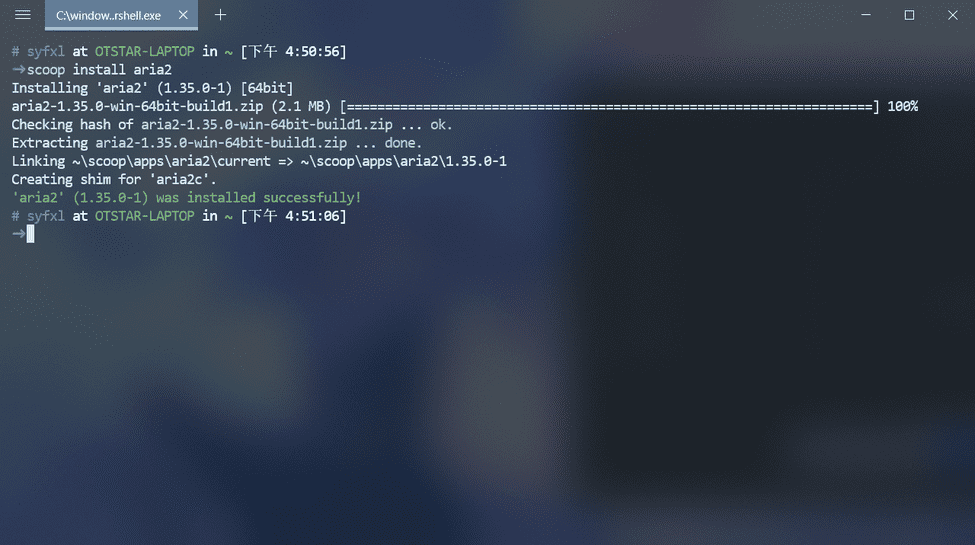 C:\window..rshell.exe
# syfxl at OTSTAR-LAPTOP in ~ [下午 4:50:56]
→scoop install aria2
Installing 'aria2' (1.35.0-1) [64bit]
aria2-1.35.0-win-64bit-build1.zip (2.1 MB) [=====================================================================] 100%
Checking hash of aria2-1.35.0-win-64bit-build1.zip ... ok.
Extracting aria2-1.35.0-win-64bit-build1.zip ... done.
Linking ~\scoop\apps\aria2\current => ~\scoop\apps\aria2\1.35.0-1
Creating shim for 'aria2c'.
'aria2' (1.35.0-1) was installed successfully!
# syfxl at OTSTAR-LAPTOP in ~ [下午 4:51:06]
→